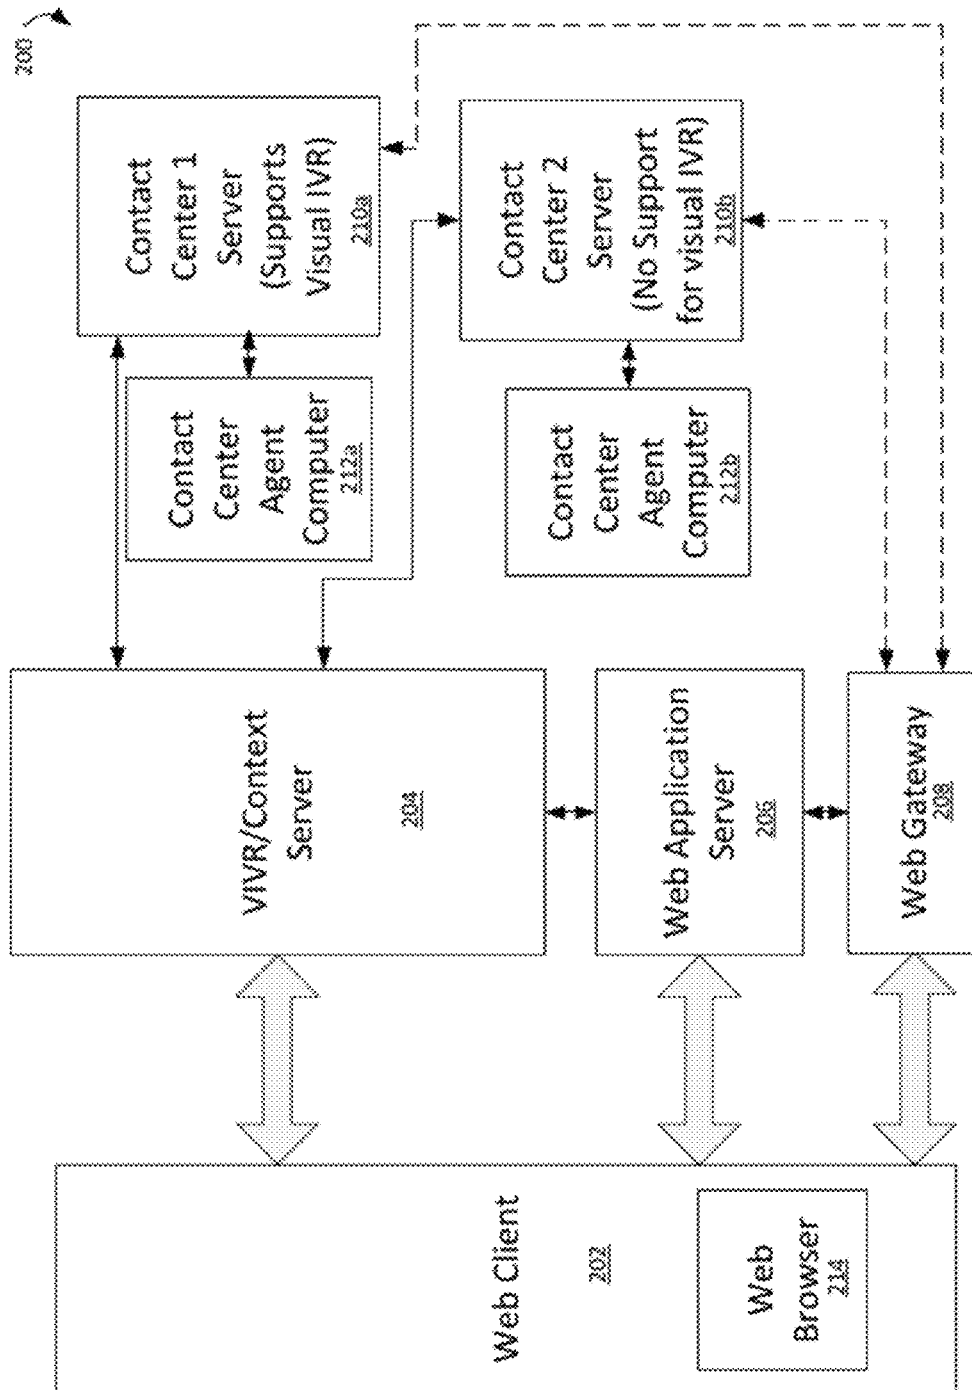 200
Web Client
202
Web
Browser
214
VIVR/Context
Server
204
Web Application
Server
206
Web Gateway
208
Contact
Center
Agent
Computer
212a
Contact
Center 1
Server
(Supports
Visual IVR)
210a
Contact
Center
Agent
Computer
212b
Contact
Center 2
Server
(No Support
for visual IVR)
210b